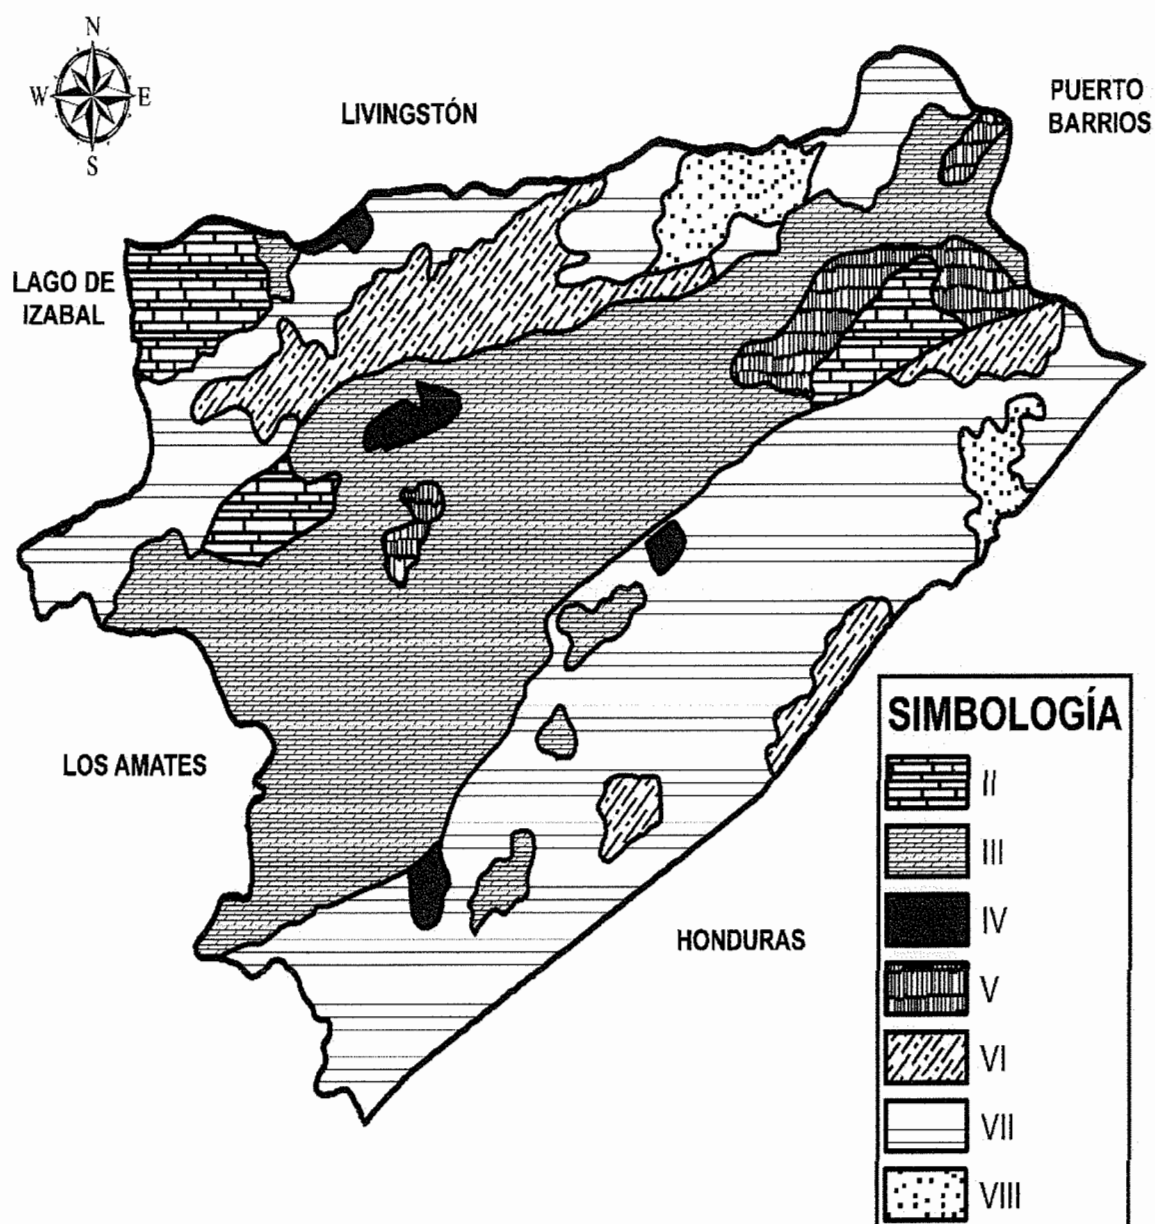 N
W E
S
LIVINGSTÓN
PUERTO
BARRIOS
LAGO DE
IZABAL
LOS AMATES
HONDURAS
SIMBOLOGÍA
II
III
IV
V
VI
VII
VIII